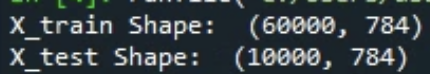 X_train Shape:  (60000, 784)
X_test Shape:  (10000, 784)